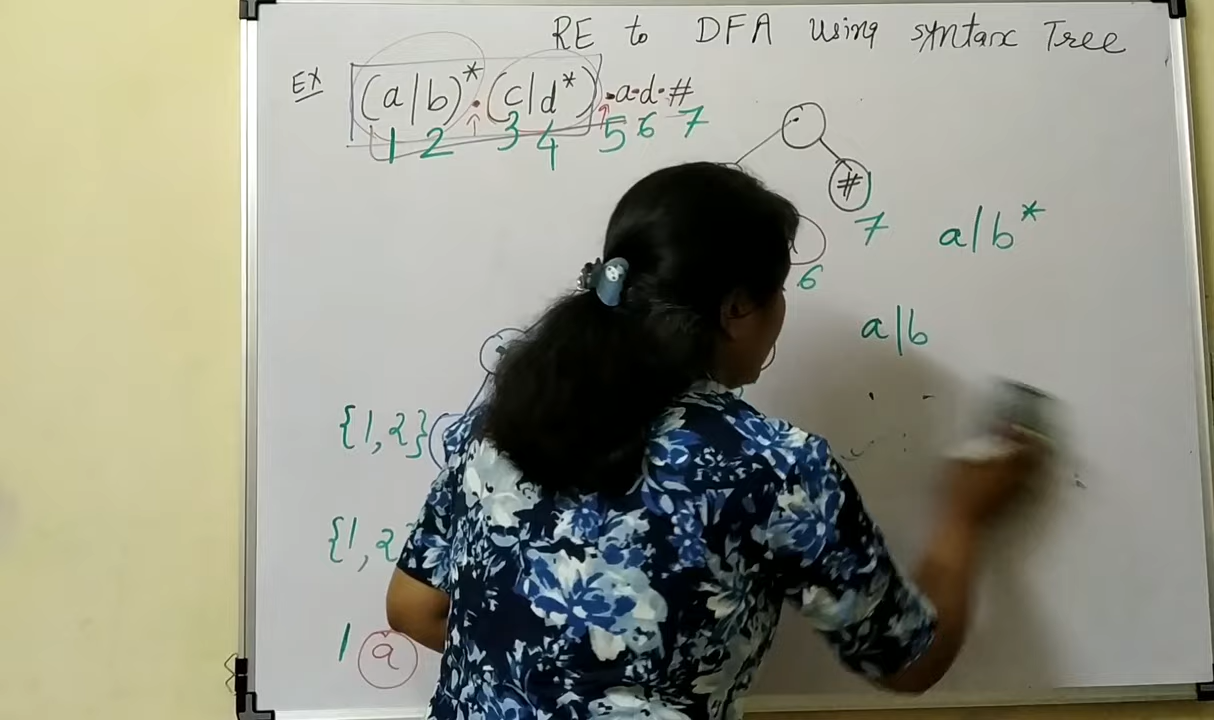 RE to DFA using syntax Tree
Ex (a|b)*·(c|d*)·a·d·#
1 2 3 4 5 6 7
#
7
a|b*
6
a|b
{1,2}
{1,2
1 a